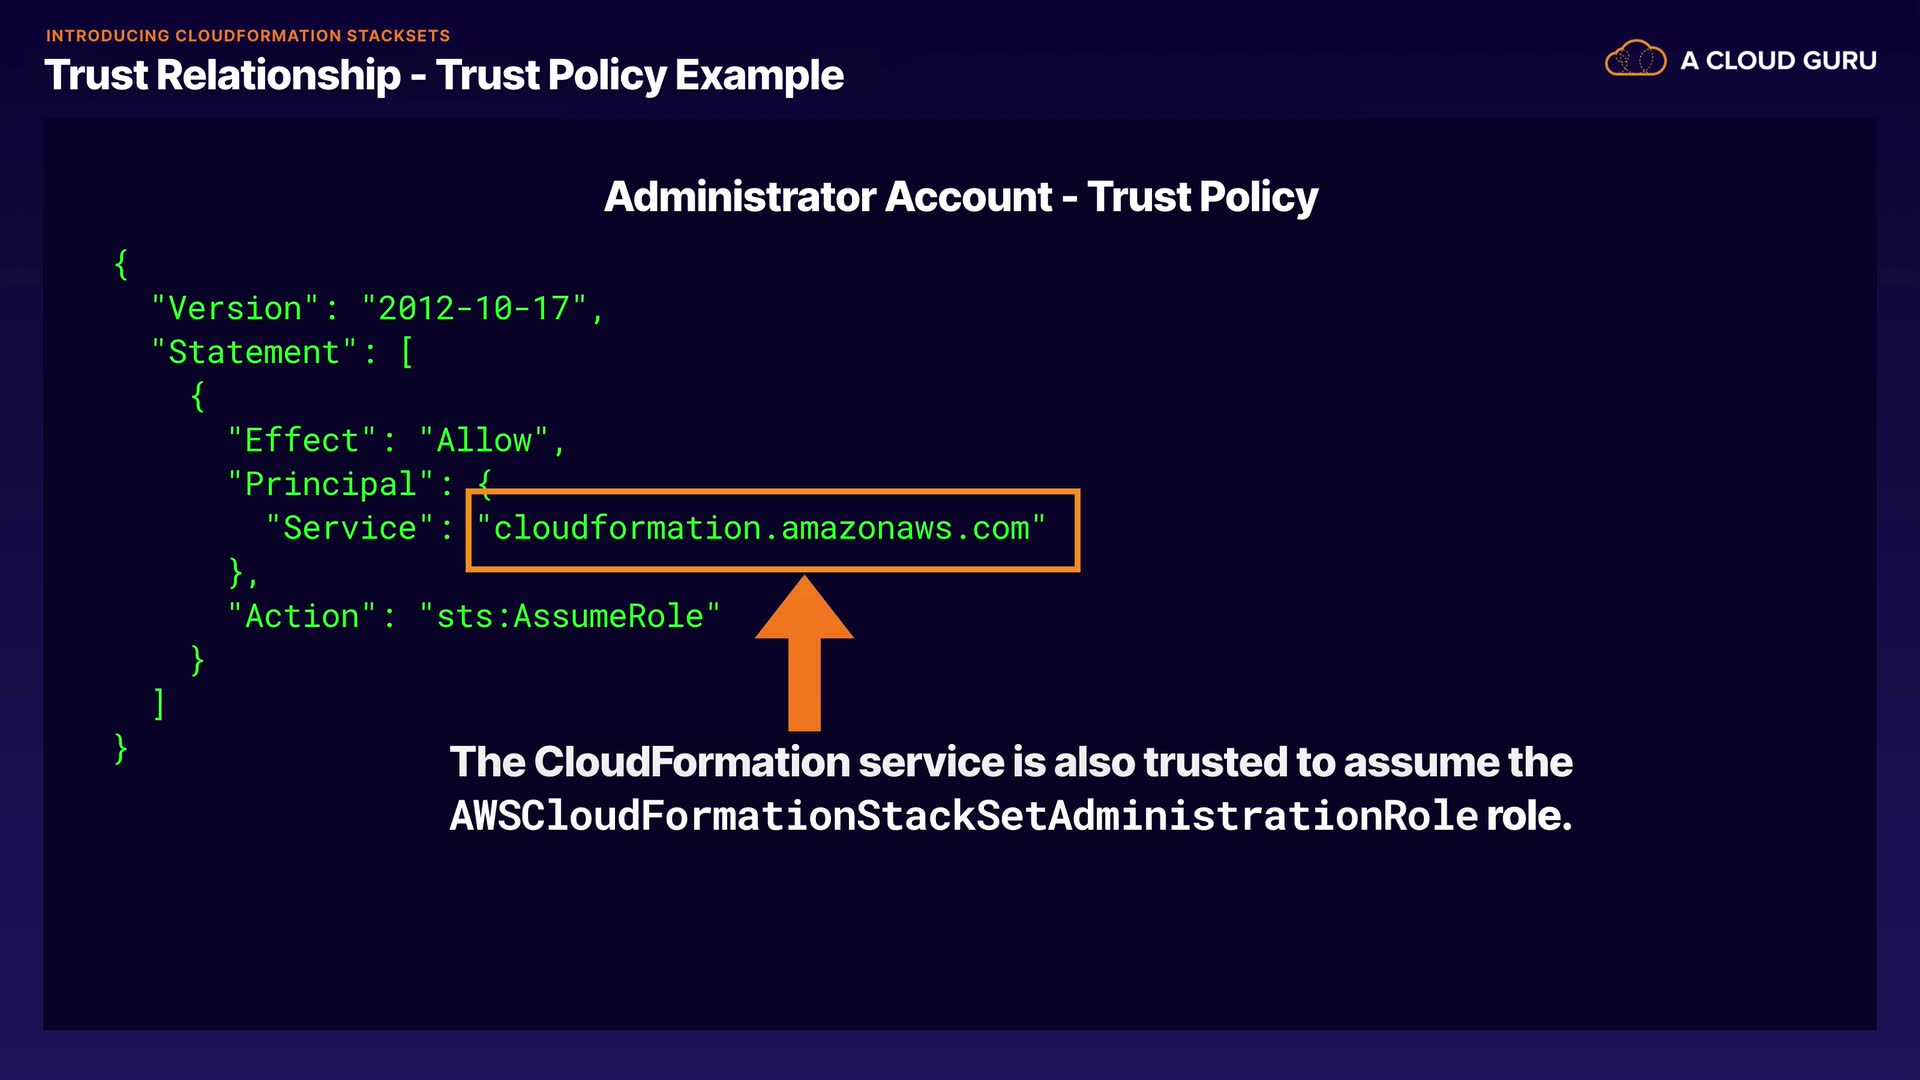 INTRODUCING CLOUDFORMATION STACKSETS
Trust Relationship - Trust Policy Example
A CLOUD GURU
Administrator Account - Trust Policy
{
  "Version": "2012-10-17",
  "Statement": [
    {
      "Effect": "Allow",
      "Principal": {
        "Service": "cloudformation.amazonaws.com"
      },
      "Action": "sts:AssumeRole"
    }
  ]
}
The CloudFormation service is also trusted to assume the
AWSCloudFormationStackSetAdministrationRole role.